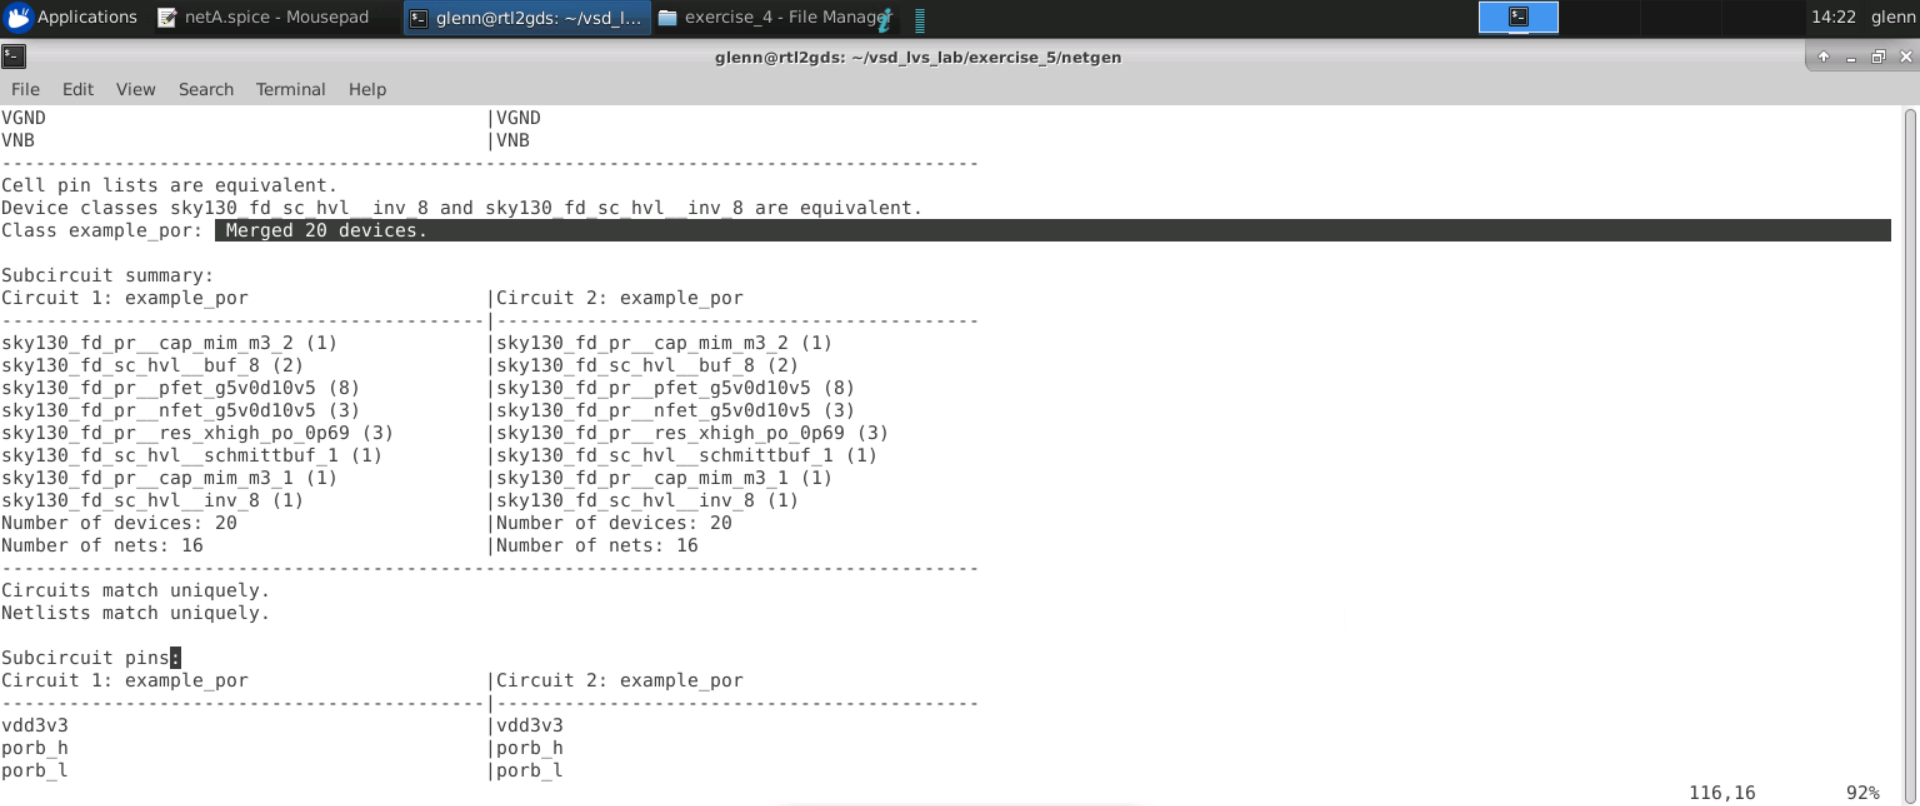 Applications netA.spice - Mousepad glenn@rtl2gds: ~/vsd_l... exercise_4 - File Manager 14:22 glenn
glenn@rtl2gds: ~/vsd_lvs_lab/exercise_5/netgen
File Edit View Search Terminal Help
VGND |VGND
VNB |VNB
---------------------------------------------------------------------------------------
Cell pin lists are equivalent.
Device classes sky130_fd_sc_hvl__inv_8 and sky130_fd_sc_hvl__inv_8 are equivalent.
Class example_por:  Merged 20 devices.
Subcircuit summary:
Circuit 1: example_por |Circuit 2: example_por
-------------------------------------------|-------------------------------------------
sky130_fd_pr__cap_mim_m3_2 (1) |sky130_fd_pr__cap_mim_m3_2 (1)
sky130_fd_sc_hvl__buf_8 (2) |sky130_fd_sc_hvl__buf_8 (2)
sky130_fd_pr__pfet_g5v0d10v5 (8) |sky130_fd_pr__pfet_g5v0d10v5 (8)
sky130_fd_pr__nfet_g5v0d10v5 (3) |sky130_fd_pr__nfet_g5v0d10v5 (3)
sky130_fd_pr__res_xhigh_po_0p69 (3) |sky130_fd_pr__res_xhigh_po_0p69 (3)
sky130_fd_sc_hvl__schmittbuf_1 (1) |sky130_fd_sc_hvl__schmittbuf_1 (1)
sky130_fd_pr__cap_mim_m3_1 (1) |sky130_fd_pr__cap_mim_m3_1 (1)
sky130_fd_sc_hvl__inv_8 (1) |sky130_fd_sc_hvl__inv_8 (1)
Number of devices: 20 |Number of devices: 20
Number of nets: 16 |Number of nets: 16
---------------------------------------------------------------------------------------
Circuits match uniquely.
Netlists match uniquely.
Subcircuit pins:
Circuit 1: example_por |Circuit 2: example_por
-------------------------------------------|-------------------------------------------
vdd3v3 |vdd3v3
porb_h |porb_h
porb_l |porb_l
116,16 92%